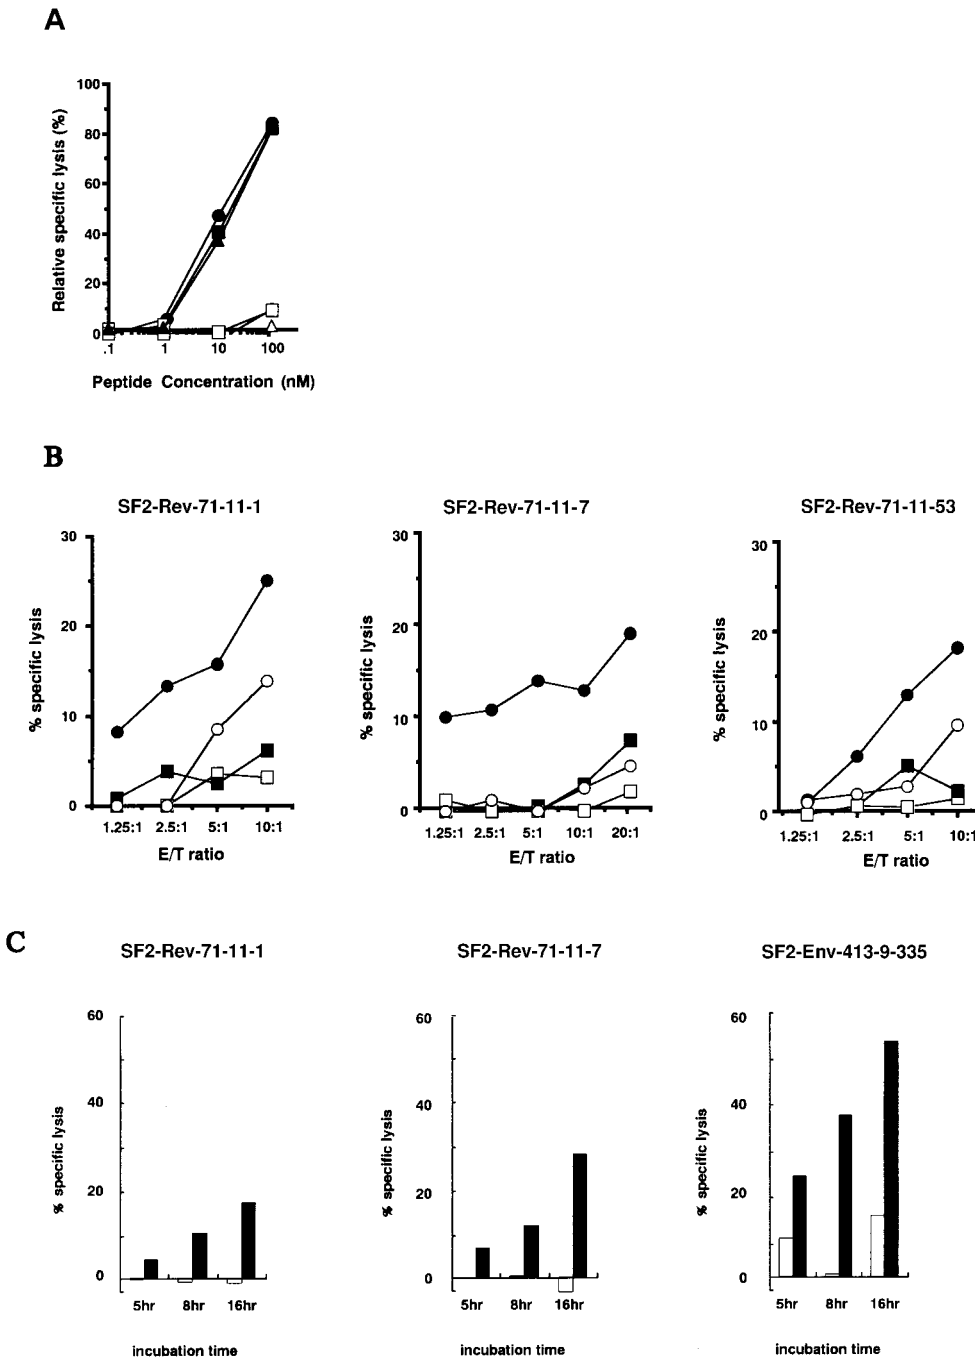 A
Relative specific lysis (%)
100
80
60
40
20
0
.1 1 10 100
Peptide Concentration (nM)
B
SF2-Rev-71-11-1
% specific lysis
30
20
10
0
1.25:1 2.5:1 5:1 10:1
E/T ratio
SF2-Rev-71-11-7
% specific lysis
30
20
10
0
1.25:1 2.5:1 5:1 10:1 20:1
E/T ratio
SF2-Rev-71-11-53
% specific lysis
30
20
10
0
1.25:1 2.5:1 5:1 10:1
E/T ratio
C
SF2-Rev-71-11-1
% specific lysis
60
40
20
0
5hr 8hr 16hr
incubation time
SF2-Rev-71-11-7
% specific lysis
60
40
20
0
5hr 8hr 16hr
incubation time
SF2-Env-413-9-335
% specific lysis
60
40
20
0
5hr 8hr 16hr
incubation time